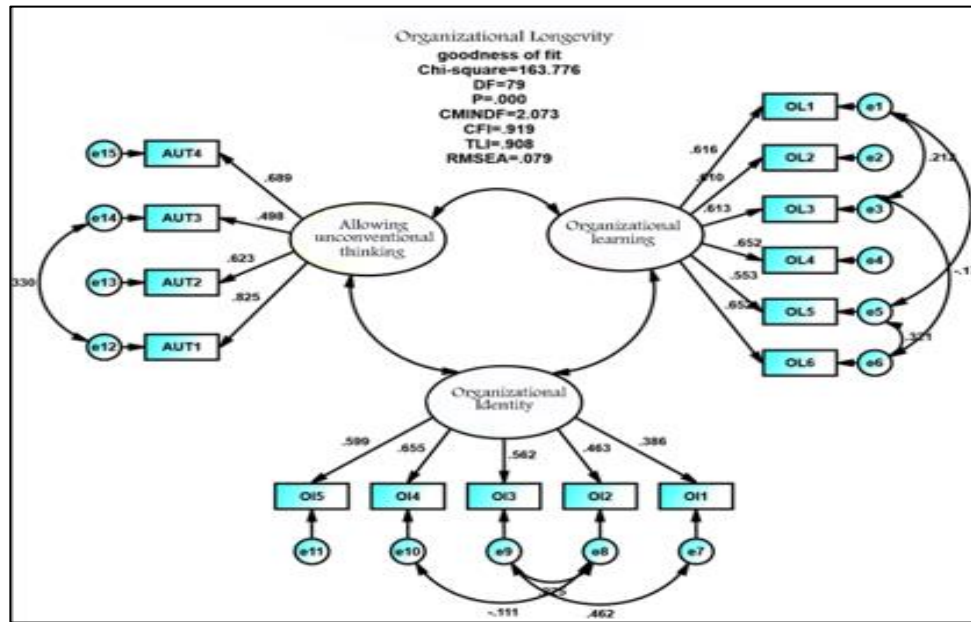 Organizational Longevity
goodness of fit
Chi-square=163.776
DF=79
P=.000
CMINDF=2.073
CFI=.919
TLI=.908
RMSEA=.079
e15
AUT4
.689
e14
AUT3
.498
e13
AUT2
.623
e12
AUT1
.825
.330
Allowing
unconventional
thinking
Organizational
learning
OL1
e1
.616
OL2
e2
.610
OL3
e3
.613
OL4
e4
.652
OL5
e5
.553
OL6
e6
.321
Organizational
Identity
.599
.655
.562
.463
.386
OI5
OI4
OI3
OI2
OI1
e11
e10
e9
e8
e7
-.111
.462